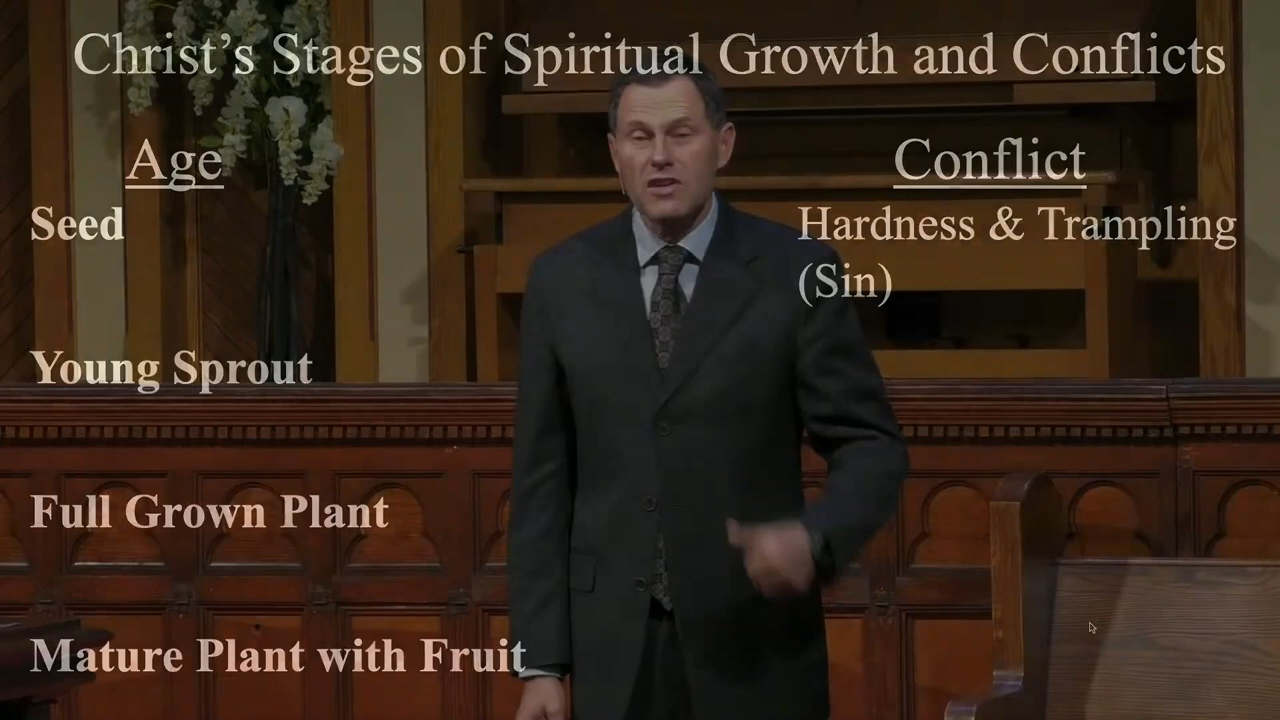 Christ’s Stages of Spiritual Growth and Conflicts
Age
Conflict
Seed
Hardness & Trampling
(Sin)
Young Sprout
Full Grown Plant
Mature Plant with Fruit